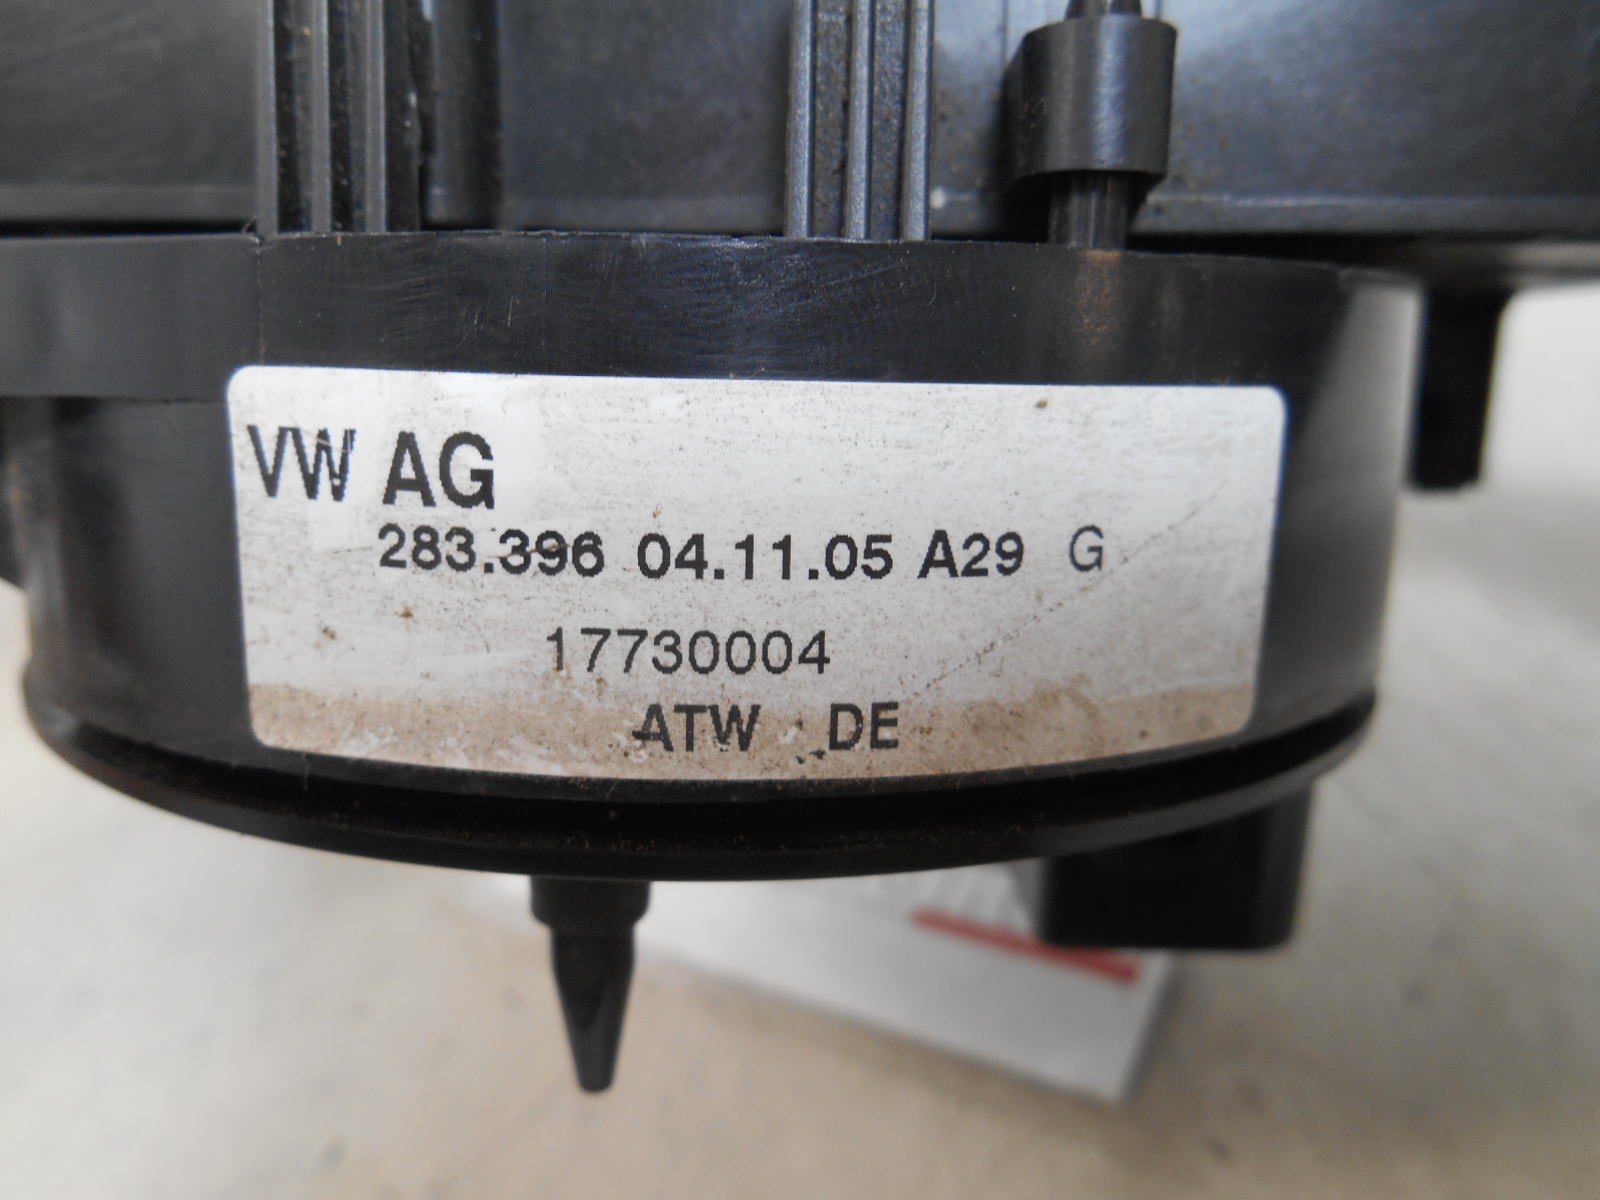 VW AG
283.396 04.11.05 A29 G
17730004
ATW DE